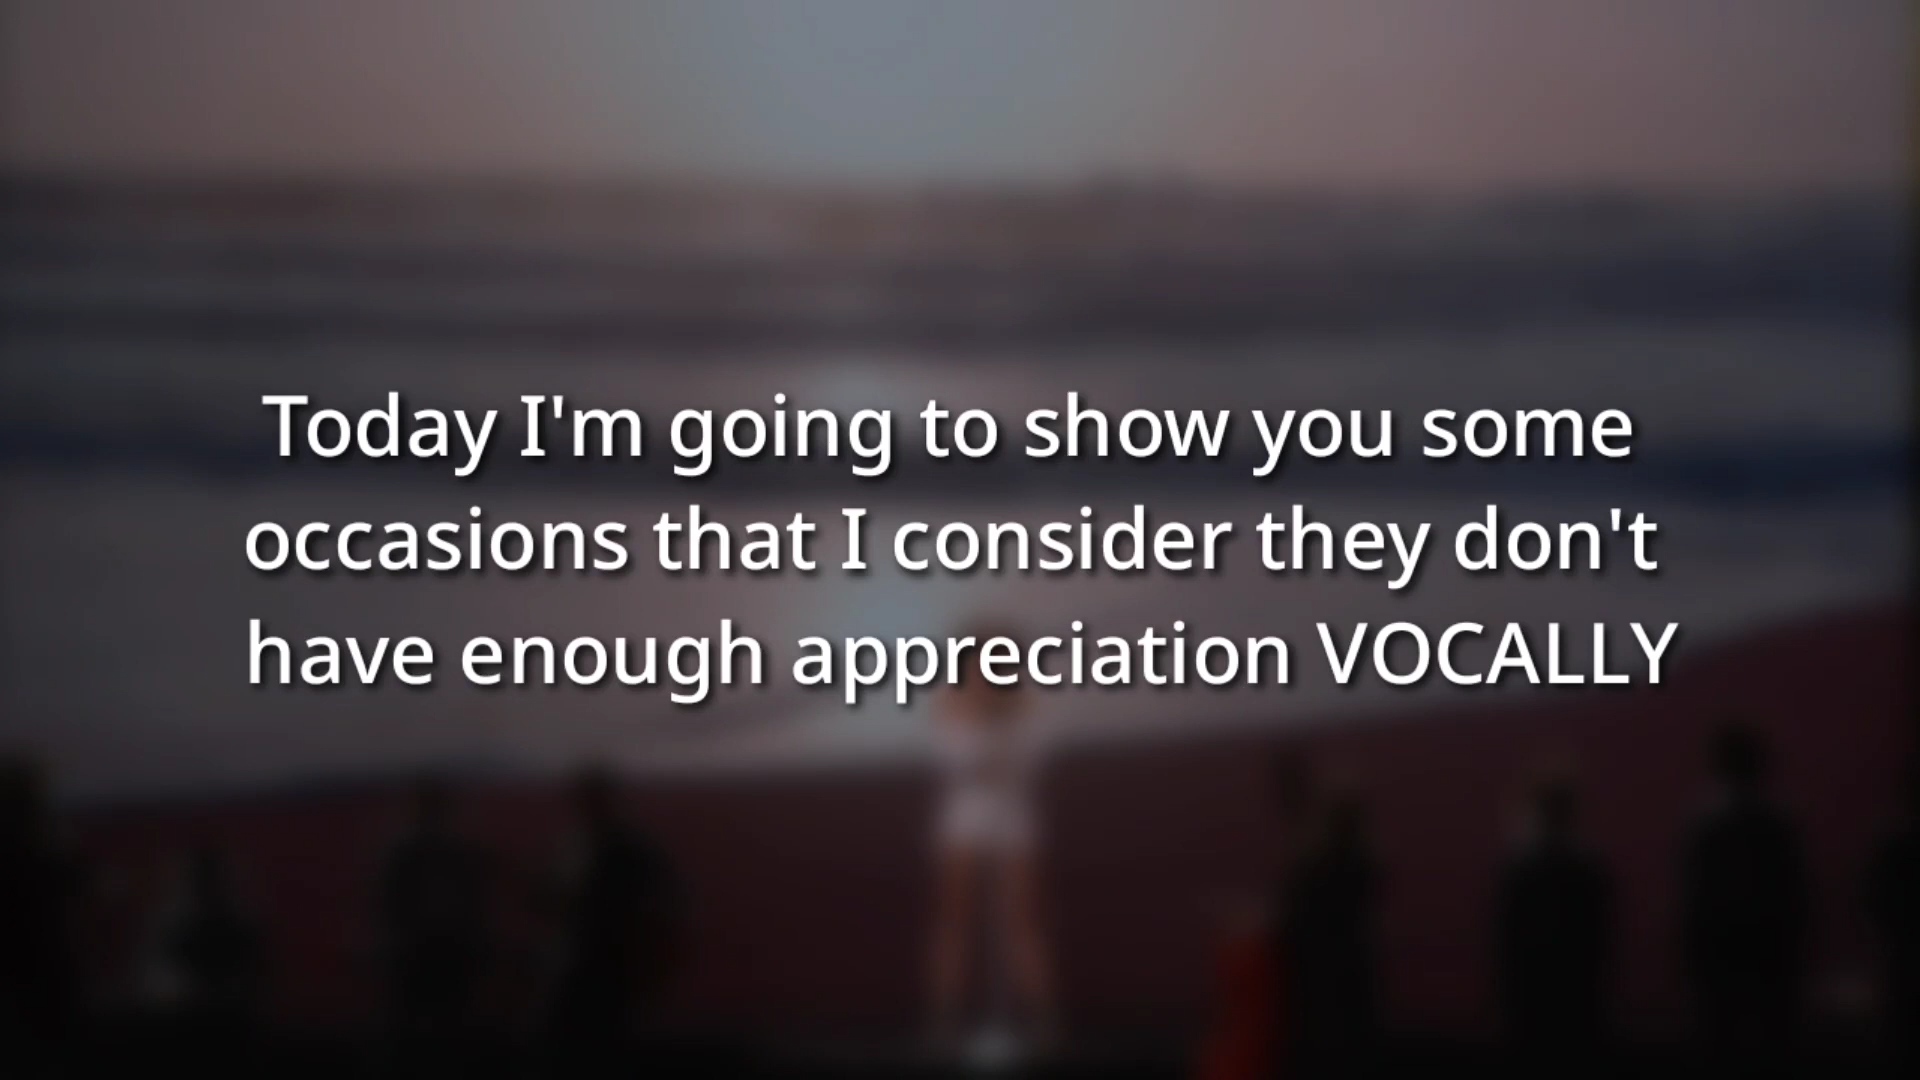 Today I'm going to show you some
occasions that I consider they don't
have enough appreciation VOCALLY